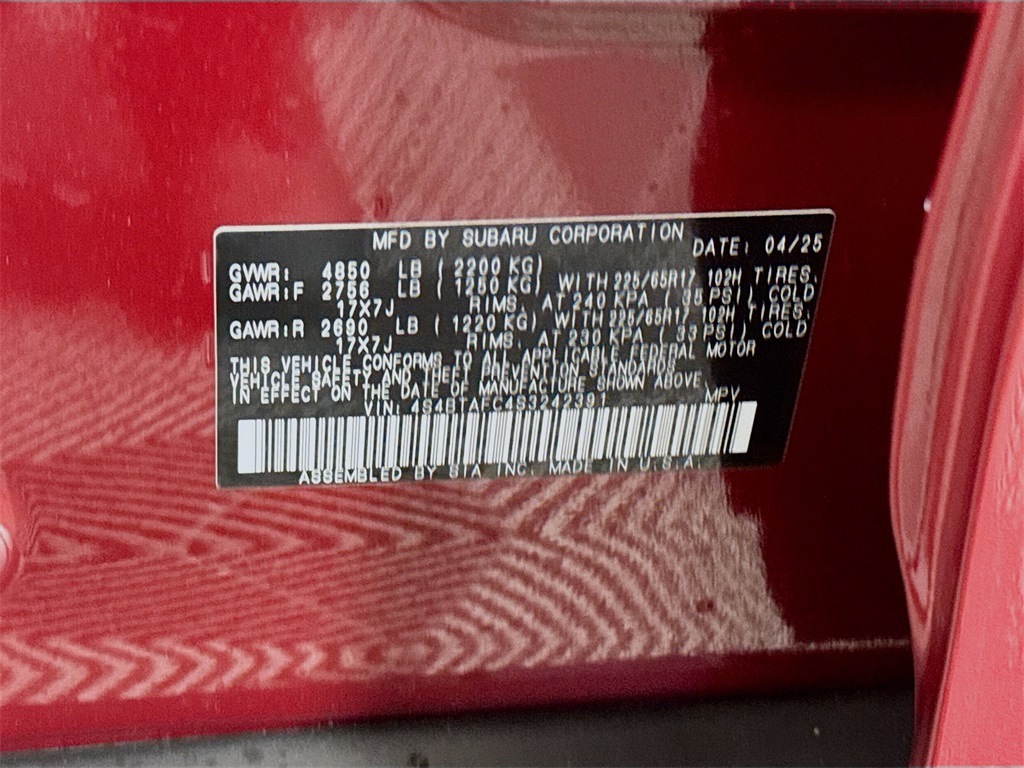 MFD BY SUBARU CORPORATION DATE: 04/25
GVWR: 4850 LB ( 2200 KG)
GAWR:F 2756 LB ( 1250 KG) WITH 225/65R17 102H TIRES.
17X7J RIMS. AT 240 KPA ( 35 PSI) COLD
GAWR:R 2690 LB ( 1220 KG) WITH 225/65R17 102H TIRES.
17X7J RIMS. AT 230 KPA ( 33 PSI) COLD
THIS VEHICLE CONFORMS TO ALL APPLICABLE FEDERAL MOTOR
VEHICLE SAFETY AND THEFT PREVENTION STANDARDS
IN EFFECT ON THE DATE OF MANUFACTURE SHOWN ABOVE.
VIN: 4S4BTAFC4S3242391 MPV
ASSEMBLED BY SIA INC. MADE IN U.S.A.